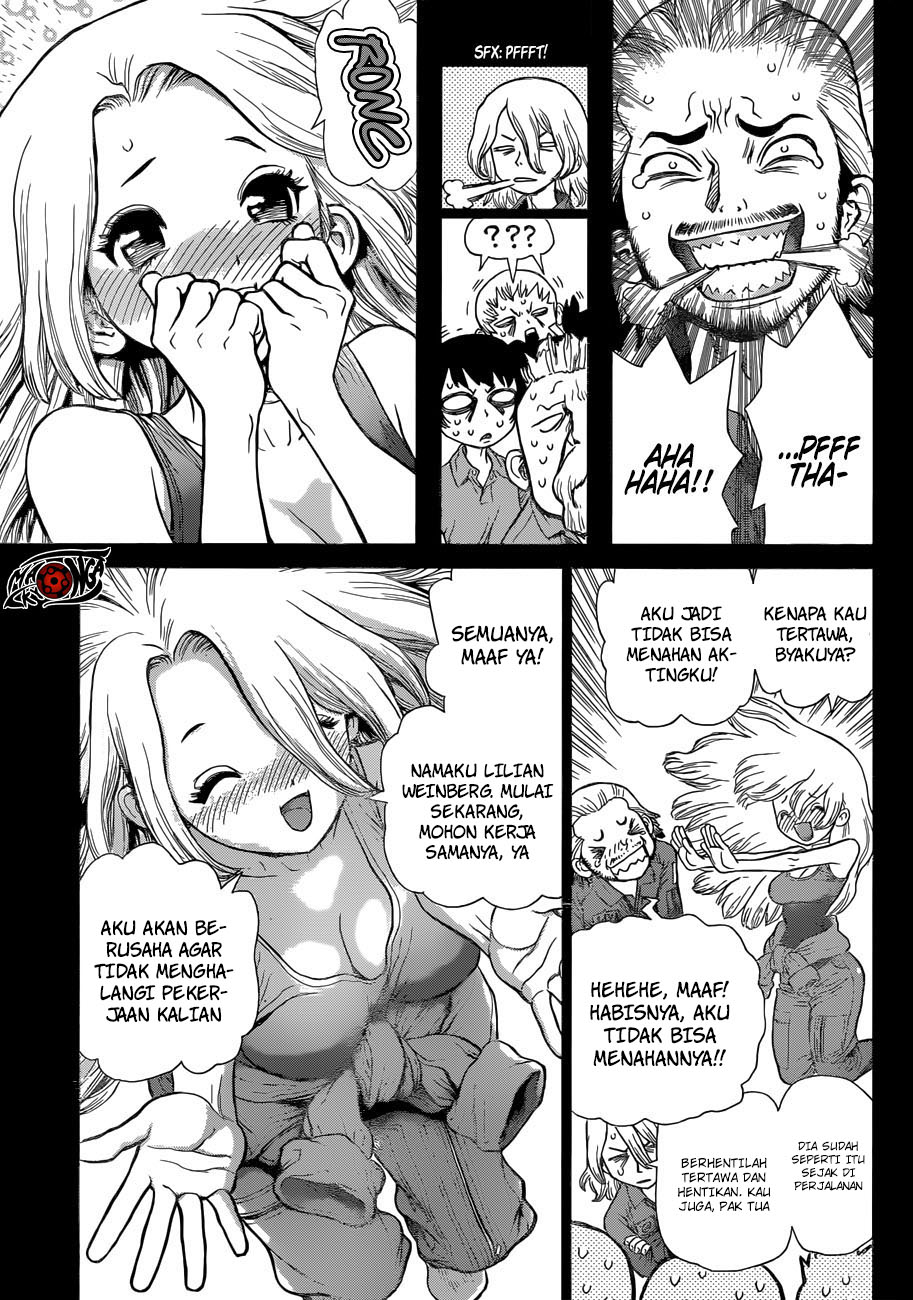 ...PFFF
THA-
AHA
HAHA!!
SFX: PFFFT!
???
KENAPA KAU
TERTAWA,
BYAKUYA?
AKU JADI
TIDAK BISA
MENAHAN AK-
TINGKU!
HEHEHE, MAAF!
HABISNYA, AKU
TIDAK BISA
MENAHANNYA!!
DIA SUDAH
SEPERTI ITU
SEJAK DI
PERJALANAN
BERHENTILAH
TERTAWA DAN
HENTIKAN. KAU
JUGA, PAK TUA
SEMUANYA,
MAAF YA!
NAMAKU LILIAN
WEINBERG. MULAI
SEKARANG,
MOHON KERJA
SAMANYA, YA
AKU AKAN BE-
RUSAHA AGAR
TIDAK MENGHA-
LANGI PEKER-
JAAN KALIAN